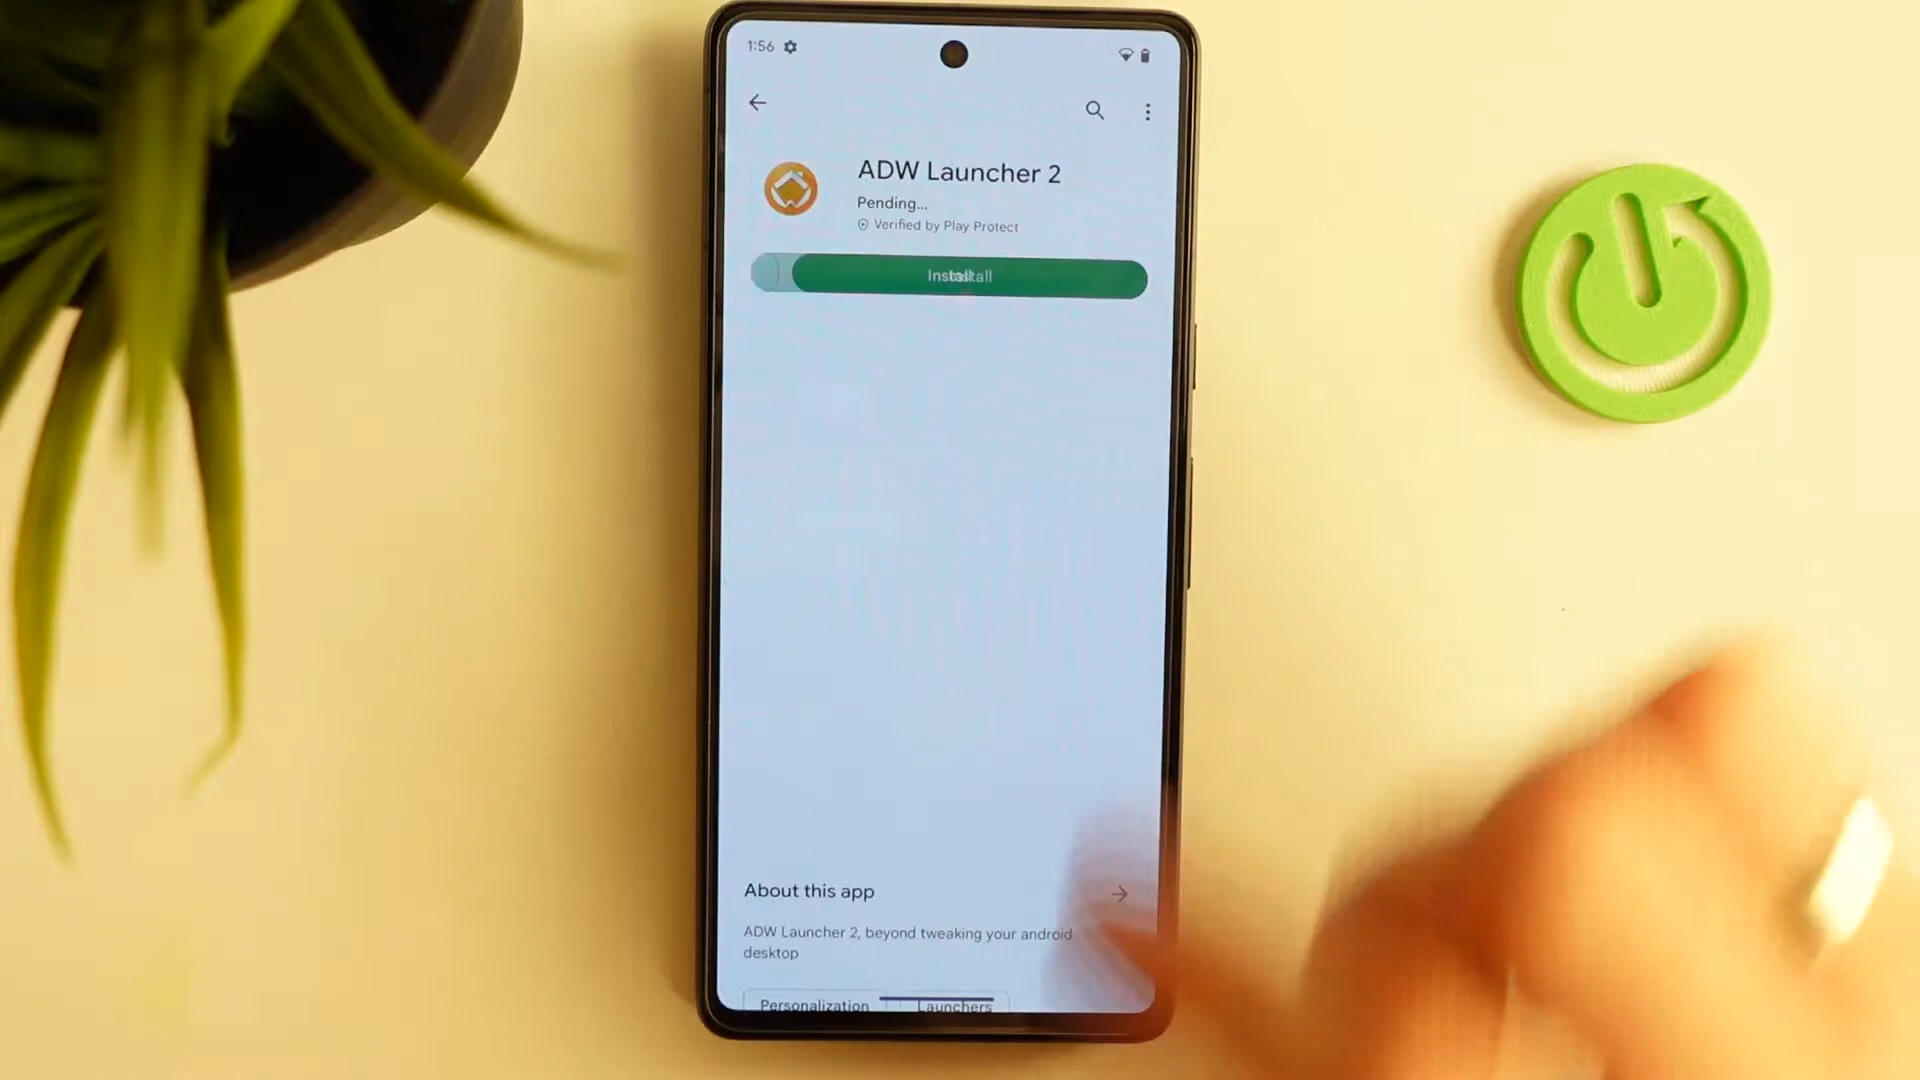 1:56
ADW Launcher 2
Pending...
Verified by Play Protect
Install
About this app
ADW Launcher 2, beyond tweaking your android
desktop
Personalization
Launchers